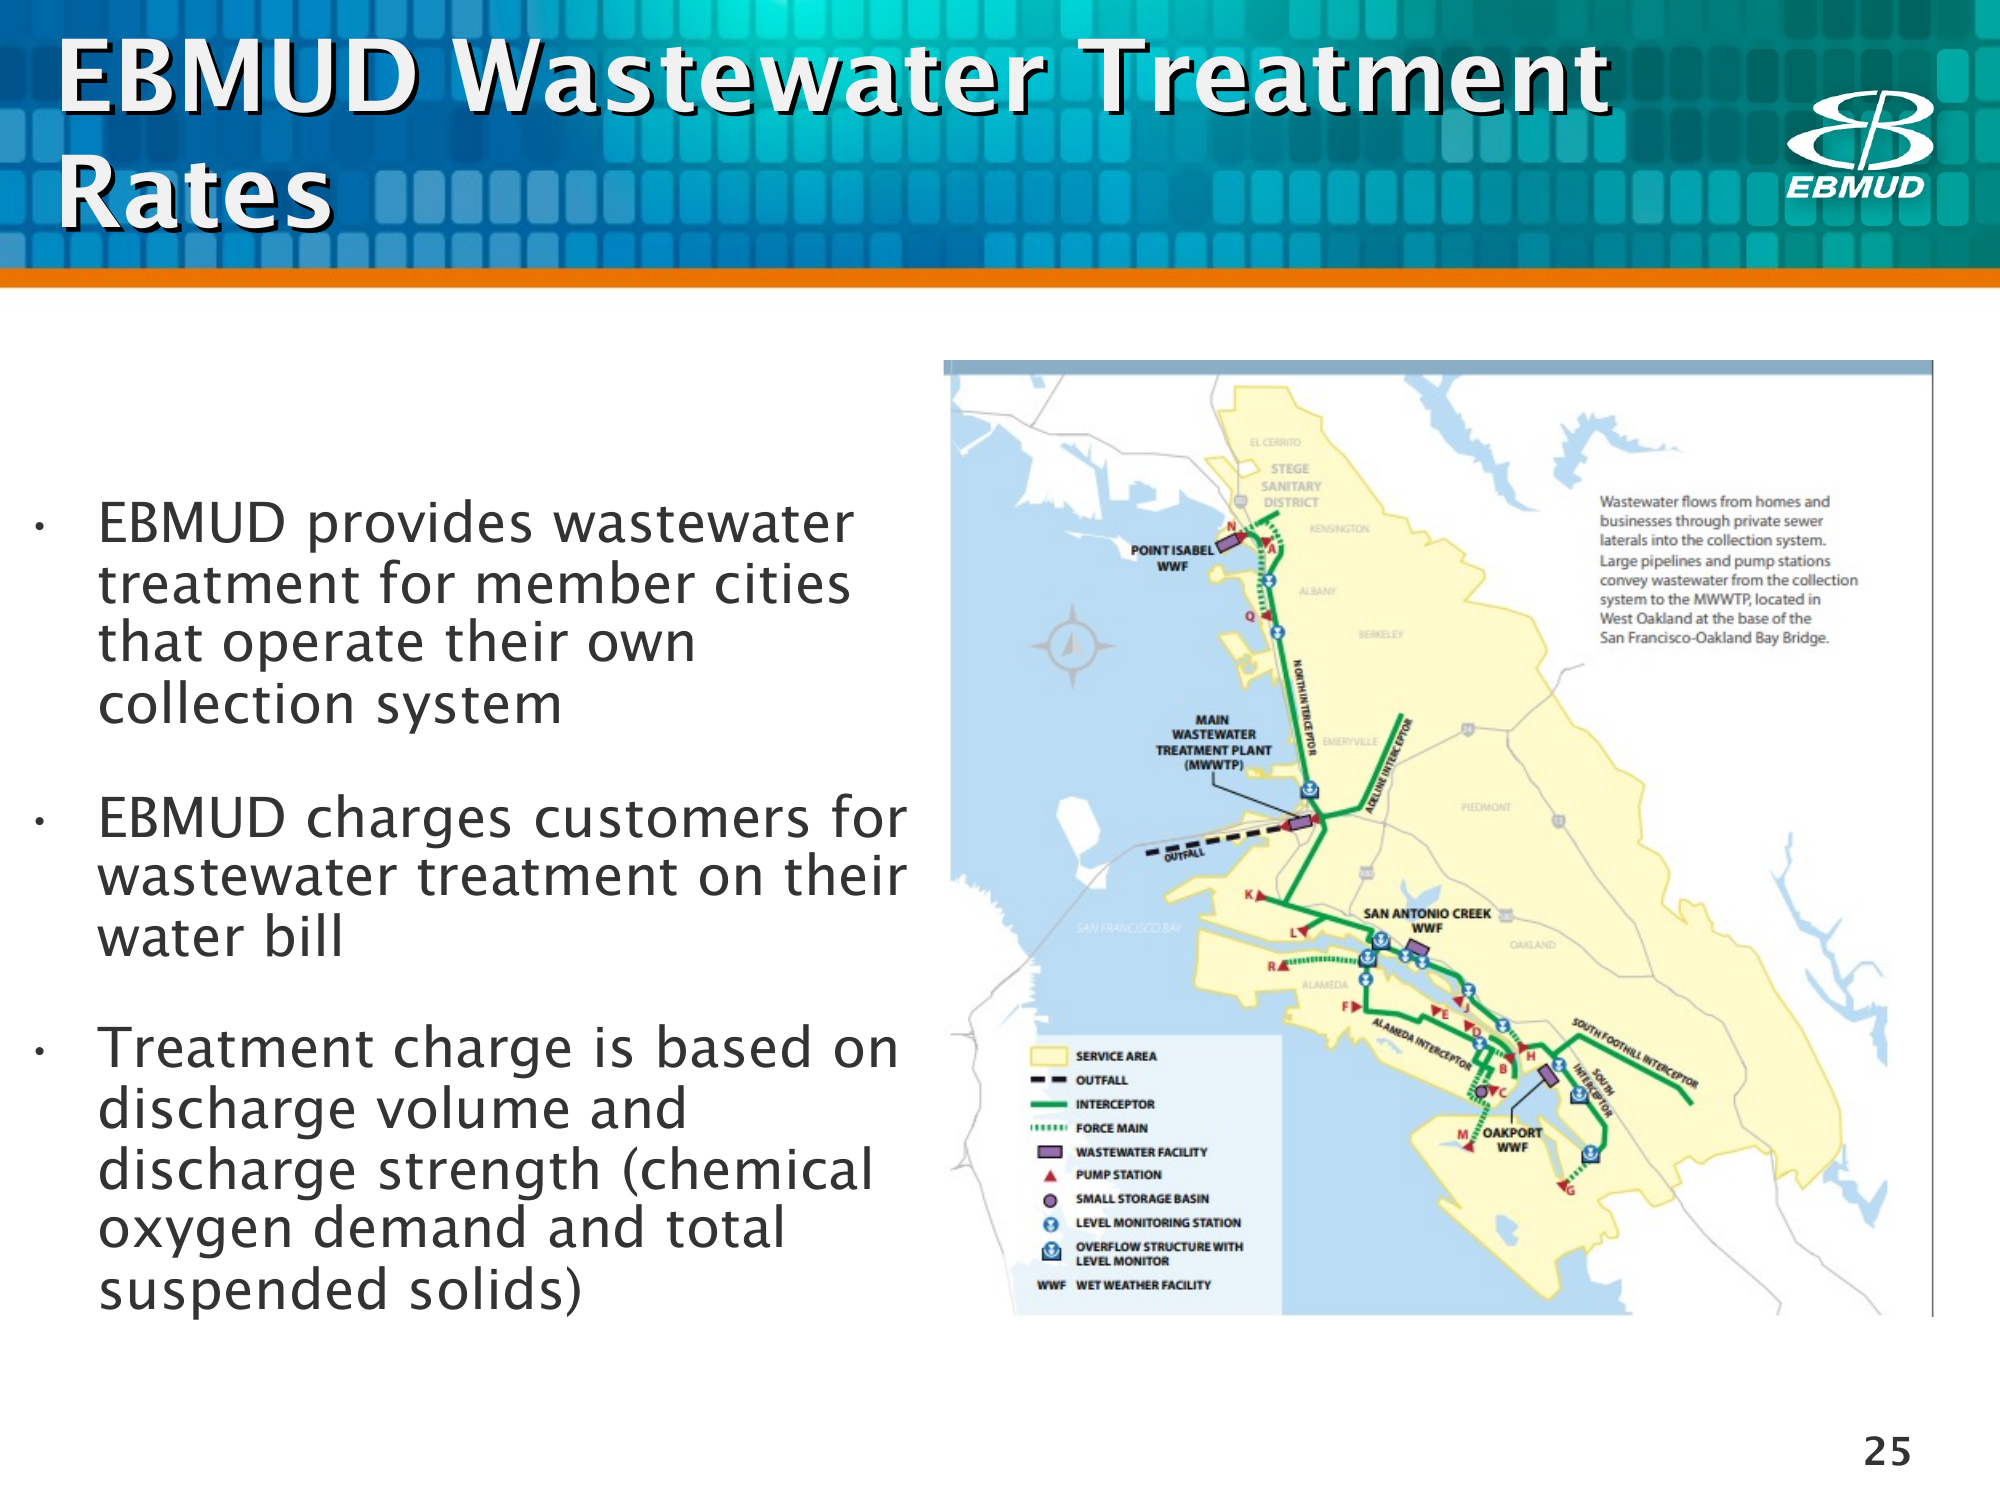 EBMUD Wastewater Treatment
Rates
EBMUD
• EBMUD provides wastewater
treatment for member cities
that operate their own
collection system
• EBMUD charges customers for
wastewater treatment on their
water bill
• Treatment charge is based on
discharge volume and
discharge strength (chemical
oxygen demand and total
suspended solids)
EL CERRITO
STEGE
SANITARY
DISTRICT
80
KENSINGTON
N
A
POINT ISABEL
WWF
ALBANY
Q
BERKELEY
Wastewater flows from homes and
businesses through private sewer
laterals into the collection system.
Large pipelines and pump stations
convey wastewater from the collection
system to the MWWTP, located in
West Oakland at the base of the
San Francisco-Oakland Bay Bridge.
NORTH INTERCEPTOR
MAIN
WASTEWATER
TREATMENT PLANT
(MWWTP)
EMERYVILLE
ADELINE INTERCEPTOR
24
PIEDMONT
13
OUTFALL
580
K
SAN ANTONIO CREEK
WWF
580
SAN FRANCISCO BAY
L
OAKLAND
R
ALAMEDA
F
E
J
D
ALAMEDA INTERCEPTOR
H
B
C
SOUTH FOOTHILL INTERCEPTOR
SOUTH
INTERCEPTOR
M
OAKPORT
WWF
G
SERVICE AREA
OUTFALL
INTERCEPTOR
FORCE MAIN
WASTEWATER FACILITY
PUMP STATION
SMALL STORAGE BASIN
LEVEL MONITORING STATION
OVERFLOW STRUCTURE WITH
LEVEL MONITOR
WWF WET WEATHER FACILITY
25